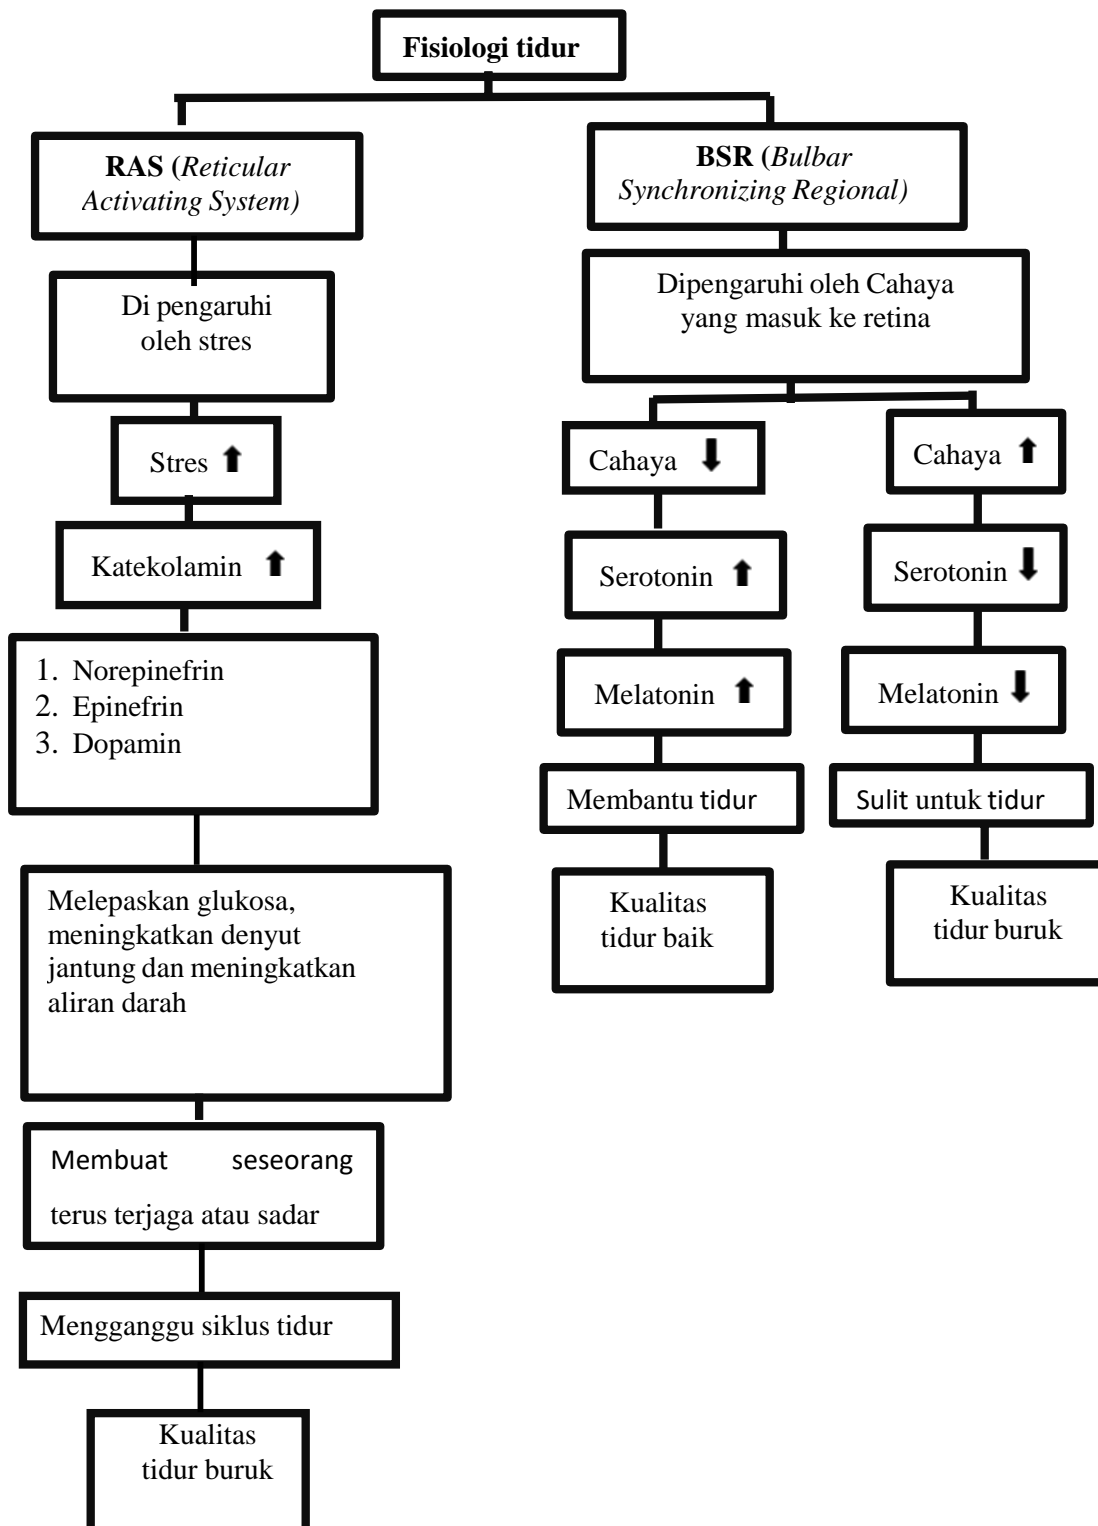 Fisiologi tidur
RAS (Reticular
Activating System)
Di pengaruhi
oleh stres
Stres
Katekolamin
1. Norepinefrin
2. Epinefrin
3. Dopamin
Melepaskan glukosa,
meningkatkan denyut
jantung dan meningkatkan
aliran darah
Membuat seseorang
terus terjaga atau sadar
Mengganggu siklus tidur
Kualitas
tidur buruk
BSR (Bulbar
Synchronizing Regional)
Dipengaruhi oleh Cahaya
yang masuk ke retina
Cahaya
Serotonin
Melatonin
Membantu tidur
Kualitas
tidur baik
Cahaya
Serotonin
Melatonin
Sulit untuk tidur
Kualitas
tidur buruk